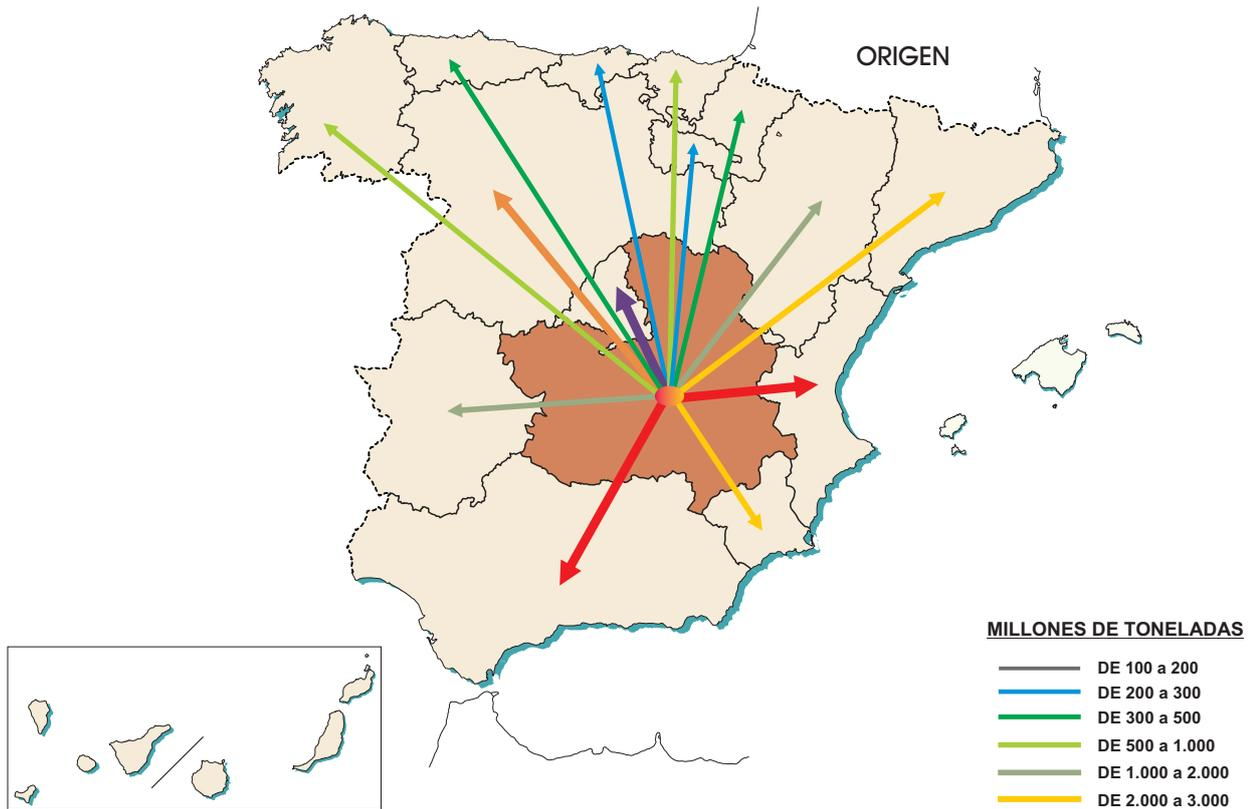 ORIGEN
MILLONES DE TONELADAS
DE 100 a 200
DE 200 a 300
DE 300 a 500
DE 500 a 1.000
DE 1.000 a 2.000
DE 2.000 a 3.000